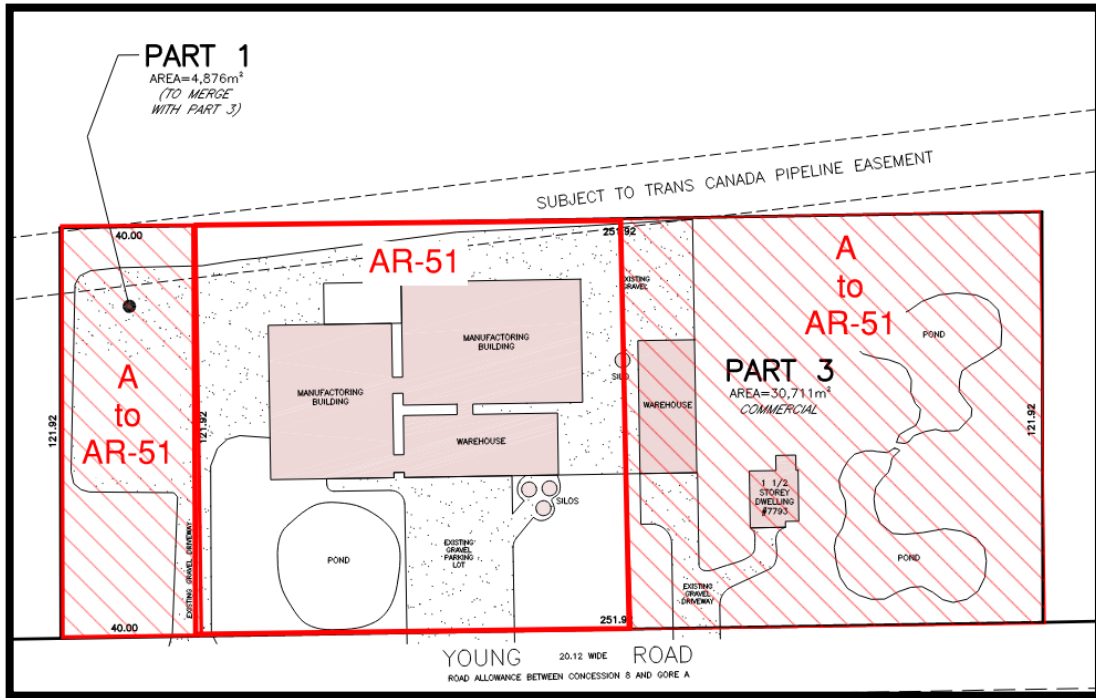 PART 1
AREA=4,876m²
(TO MERGE
WITH PART 3)
SUBJECT TO TRANS CANADA PIPELINE EASEMENT
40.00
251.92
AR-51
A
to
AR-51
EXISTING
GRAVEL
POND
MANUFACTORING
BUILDING
MANUFACTORING
BUILDING
SILO
PART 3
AREA=30,711m²
COMMERCIAL
WAREHOUSE
WAREHOUSE
A
to
AR-51
121.92
121.92
121.92
1 1/2
STOREY
DWELLING
#7793
SILOS
EXISTING
GRAVEL
PARKING
LOT
POND
POND
EXISTING GRAVEL DRIVEWAY
EXISTING
GRAVEL
DRIVEWAY
40.00
251.9
YOUNG 20.12 WIDE ROAD
ROAD ALLOWANCE BETWEEN CONCESSION 8 AND GORE A